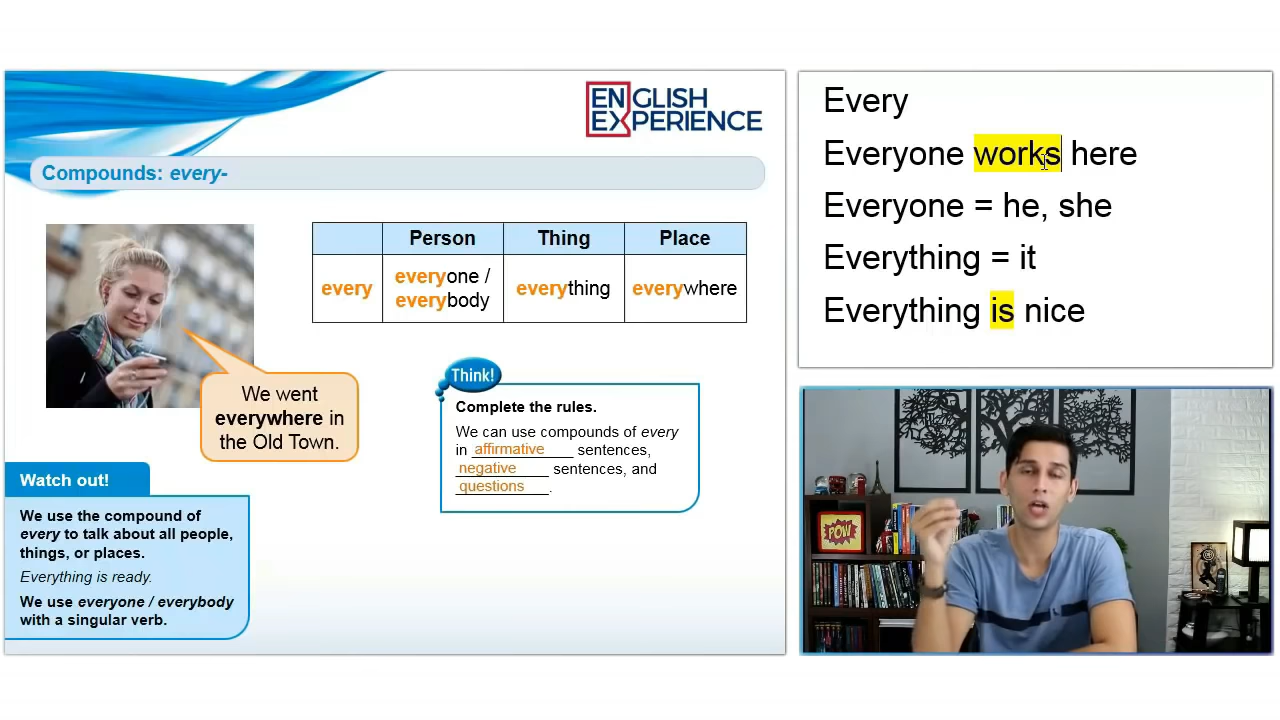 ENGLISH
EXPERIENCE
Compounds: every-
Person Thing Place
every everyone / everybody everything everywhere
We went
everywhere in
the Old Town.
Think!
Complete the rules.
We can use compounds of every
in affirmative sentences,
negative sentences, and
questions.
Watch out!
We use the compound of
every to talk about all people,
things, or places.
Everything is ready.
We use everyone / everybody
with a singular verb.
Every
Everyone works here
Everyone = he, she
Everything = it
Everything is nice
POW